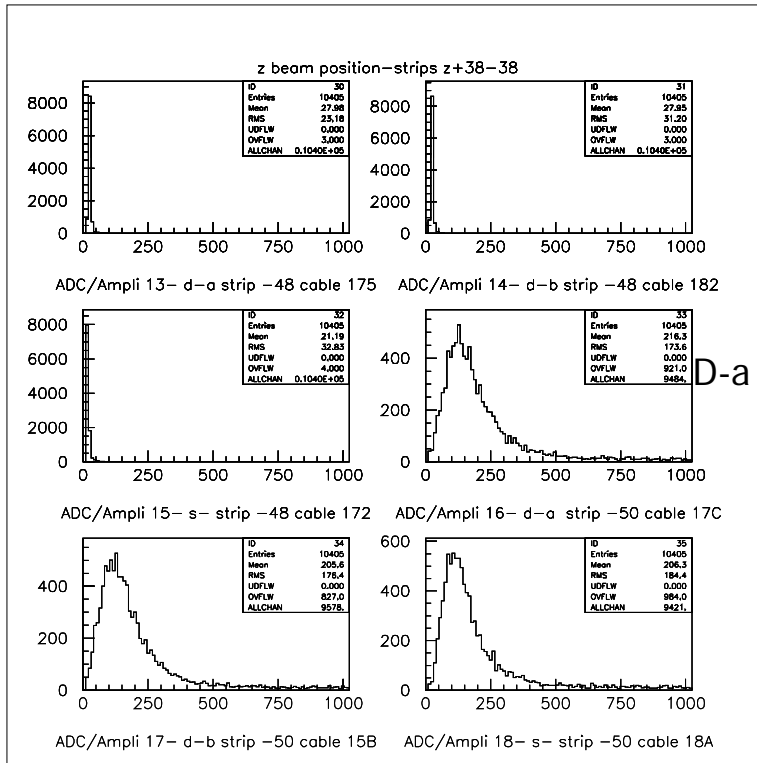 z beam position-strips z+38-38
ID 30
Entries 10405
Mean 27.98
RMS 23.18
UDFLW 0.000
OVFLW 3.000
ALLCHAN 0.1040E+05
8000
6000
4000
2000
0
0 250 500 750 1000
ADC/Ampli 13- d-a strip -48 cable 175
ID 31
Entries 10405
Mean 27.95
RMS 31.20
UDFLW 0.000
OVFLW 3.000
ALLCHAN 0.1040E+05
8000
6000
4000
2000
0
0 250 500 750 1000
ADC/Ampli 14- d-b strip -48 cable 182
ID 32
Entries 10405
Mean 21.19
RMS 32.83
UDFLW 0.000
OVFLW 4.000
ALLCHAN 0.1040E+05
8000
6000
4000
2000
0
0 250 500 750 1000
ADC/Ampli 15- s- strip -48 cable 172
ID 33
Entries 10405
Mean 216.3
RMS 173.6
UDFLW 0.000
OVFLW 921.0
ALLCHAN 9484.
400
200
0
0 250 500 750 1000
D-a
ADC/Ampli 16- d-a strip -50 cable 17C
ID 34
Entries 10405
Mean 205.6
RMS 178.4
UDFLW 0.000
OVFLW 827.0
ALLCHAN 9578.
400
200
0
0 250 500 750 1000
ADC/Ampli 17- d-b strip -50 cable 15B
ID 35
Entries 10405
Mean 206.3
RMS 184.4
UDFLW 0.000
OVFLW 984.0
ALLCHAN 9421.
600
400
200
0
0 250 500 750 1000
ADC/Ampli 18- s- strip -50 cable 18A